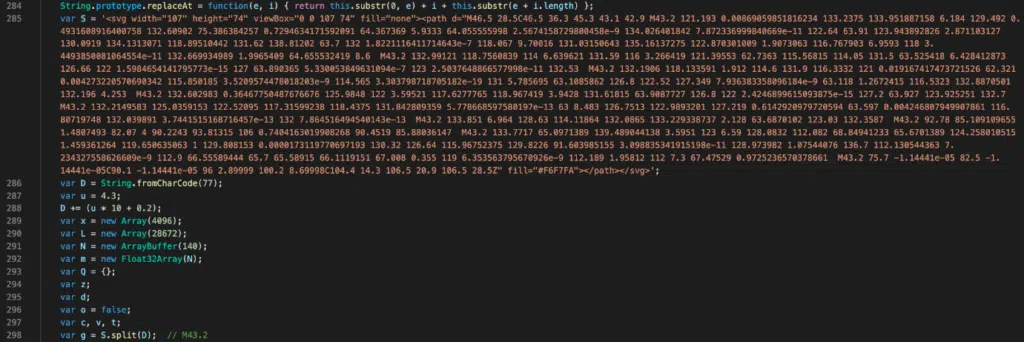 284 String.prototype.replaceAt = function(e, i) { return this.substr(0, e) + i + this.substr(e + i.length) };
285 var S = '<svg width="107" height="74" viewBox="0 0 107 74" fill="none"><path d="M46.5 28.5C46.5 36.3 45.3 43.1 42.9 M43.2 121.193 0.00869059851816234 133.2375 133.951887158 6.184 129.492 0.
4931608916400758 132.60902 75.386384257 0.7294634171592091 64.367369 5.9333 64.05555998 2.5674158729800458e-9 134.026401842 7.872336999840669e-11 122.64 63.91 123.943892826 2.871103127
130.0919 134.1313071 118.89510442 131.62 138.81202 63.7 132 1.8221116411714643e-7 118.067 9.70016 131.03150643 135.16137275 122.870301009 1.9073063 116.767903 6.9593 118 3.
4493850081064554e-11 132.669934989 1.9965409 64.655532419 8.6  M43.2 132.99121 118.7560839 114 6.639621 131.59 116 3.266419 121.39553 62.7363 115.56815 114.05 131.5 63.525418 6.428412873
126.66 122 1.5984654141795773e-15 127 63.890365 5.330053849631094e-7 123 2.5037648866577998e-11 132.53  M43.2 132.1906 118.133591 1.912 114.6 131.9 116.3332 121 0.019167417473721526 62.321
0.004273220570690342 115.850185 3.5209574478018203e-9 114.565 3.307398718705182e-19 131 5.785695 63.1085862 126.8 122.52 127.349 7.936383358096184e-9 63.118 1.2672415 116.5323 132.8870501
132.196 4.253  M43.2 132.602983 0.3646775048767676 125.9848 122 3.59521 117.6277765 118.967419 3.9428 131.61815 63.9087727 126.8 122 2.4246899615093875e-15 127.2 63.927 123.925251 132.7
M43.2 132.2149583 125.0359153 122.52095 117.31599238 118.4375 131.842809359 5.778668597580197e-13 63 8.483 126.7513 122.9893201 127.219 0.6142920979720594 63.597 0.004246807949907861 116.
80719748 132.039891 3.7441515168716457e-13 132 7.864516494540143e-13  M43.2 133.851 6.964 128.63 114.11864 132.0865 133.229338737 2.128 63.6870102 123.03 132.3587  M43.2 92.78 85.109109655
1.4807493 82.07 4 90.2243 93.81315 106 0.7404163019908268 90.4519 85.88036147  M43.2 133.7717 65.0971389 139.489044138 3.5951 123 6.59 128.0832 112.082 68.84941233 65.6701389 124.258010515
1.459361264 119.650635063 1 129.808153 0.0000173119770697193 130.32 126.64 115.96752375 129.8226 91.603985155 3.098835341915198e-11 128.973982 1.07544076 136.7 112.130544363 7.
234327558626609e-9 112.9 66.55589444 65.7 65.58915 66.1119151 67.008 0.355 119 6.353563795670926e-9 112.189 1.95812 112 7.3 67.47529 0.9725236570378661  M43.2 75.7 -1.14441e-05 82.5 -1.
14441e-05C90.1 -1.14441e-05 96 2.89999 100.2 8.69998C104.4 14.3 106.5 20.9 106.5 28.5Z" fill="#F6F7FA"></path></svg>';
286 var D = String.fromCharCode(77);
287 var u = 4.3;
288 D += (u * 10 + 0.2);
289 var x = new Array(4096);
290 var L = new Array(28672);
291 var N = new ArrayBuffer(140);
292 var m = new Float32Array(N);
293 var Q = {};
294 var z;
295 var d;
296 var o = false;
297 var c, v, t;
298 var g = S.split(D);  // M43.2